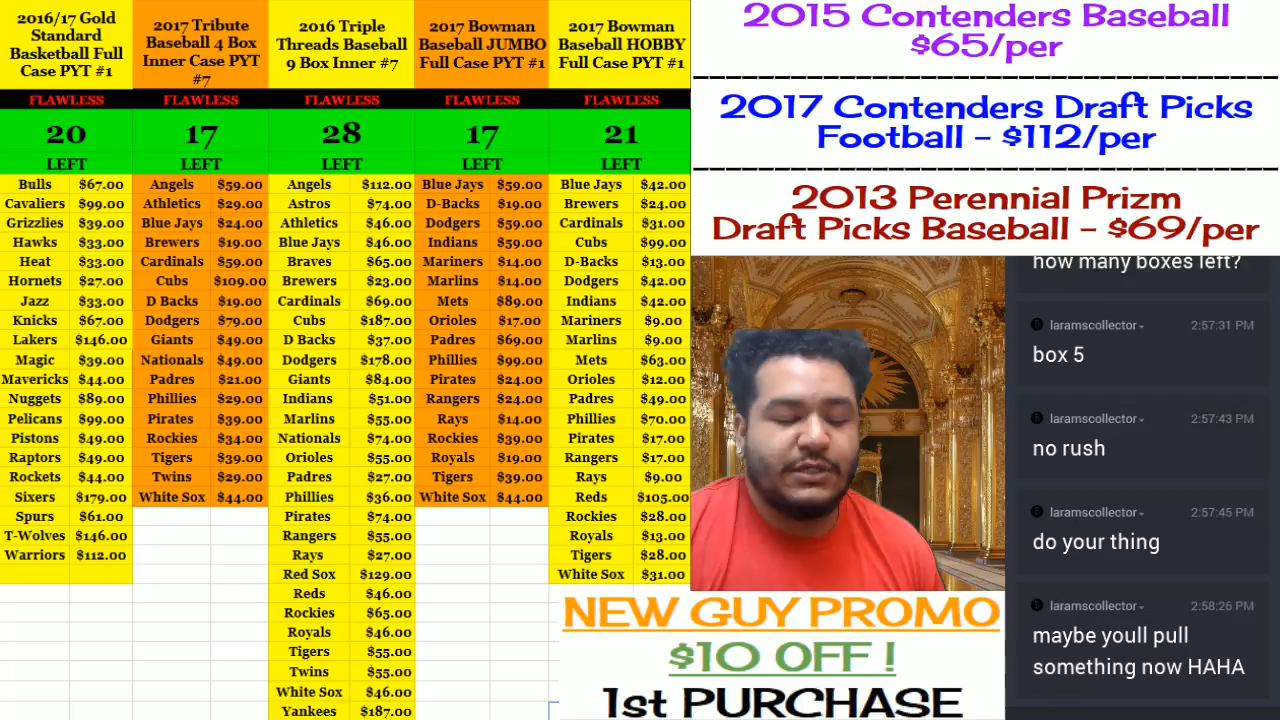 2016/17 Gold
Standard
Basketball Full
Case PYT #1
FLAWLESS
20
LEFT
Bulls $67.00
Cavaliers $99.00
Grizzlies $39.00
Hawks $33.00
Heat $33.00
Hornets $27.00
Jazz $33.00
Knicks $67.00
Lakers $146.00
Magic $39.00
Mavericks $44.00
Nuggets $89.00
Pelicans $99.00
Pistons $49.00
Raptors $49.00
Rockets $44.00
Sixers $179.00
Spurs $61.00
T-Wolves $146.00
Warriors $112.00
2017 Tribute
Baseball 4 Box
Inner Case PYT
#7
FLAWLESS
17
LEFT
Angels $59.00
Athletics $29.00
Blue Jays $24.00
Brewers $19.00
Cardinals $59.00
Cubs $109.00
D Backs $19.00
Dodgers $79.00
Giants $49.00
Nationals $49.00
Padres $21.00
Phillies $29.00
Pirates $39.00
Rockies $34.00
Tigers $39.00
Twins $29.00
White Sox $44.00
2016 Triple
Threads Baseball
9 Box Inner #7
FLAWLESS
28
LEFT
Angels $112.00
Astros $74.00
Athletics $46.00
Blue Jays $46.00
Braves $65.00
Brewers $23.00
Cardinals $69.00
Cubs $187.00
D Backs $37.00
Dodgers $178.00
Giants $84.00
Indians $51.00
Marlins $55.00
Nationals $74.00
Orioles $55.00
Padres $27.00
Phillies $36.00
Pirates $74.00
Rangers $55.00
Rays $27.00
Red Sox $129.00
Reds $46.00
Rockies $65.00
Royals $46.00
Tigers $55.00
Twins $55.00
White Sox $46.00
Yankees $187.00
2017 Bowman
Baseball JUMBO
Full Case PYT #1
FLAWLESS
17
LEFT
Blue Jays $59.00
D-Backs $19.00
Dodgers $59.00
Indians $59.00
Mariners $14.00
Marlins $14.00
Mets $89.00
Orioles $17.00
Padres $69.00
Phillies $99.00
Pirates $24.00
Rangers $24.00
Rays $14.00
Rockies $39.00
Royals $19.00
Tigers $39.00
White Sox $44.00
2017 Bowman
Baseball HOBBY
Full Case PYT #1
FLAWLESS
21
LEFT
Blue Jays $42.00
Brewers $24.00
Cardinals $31.00
Cubs $99.00
D-Backs $13.00
Dodgers $42.00
Indians $42.00
Mariners $9.00
Marlins $9.00
Mets $63.00
Orioles $12.00
Padres $49.00
Phillies $70.00
Pirates $17.00
Rangers $17.00
Rays $9.00
Reds $105.00
Rockies $28.00
Royals $13.00
Tigers $28.00
White Sox $31.00
2015 Contenders Baseball
$65/per
2017 Contenders Draft Picks
Football - $112/per
2013 Perennial Prizm
Draft Picks Baseball - $69/per
how many boxes left?
laramscollector 2:57:31 PM
box 5
laramscollector 2:57:43 PM
no rush
laramscollector 2:57:45 PM
do your thing
laramscollector 2:58:26 PM
maybe youll pull
something now HAHA
NEW GUY PROMO
$10 OFF !
1st PURCHASE